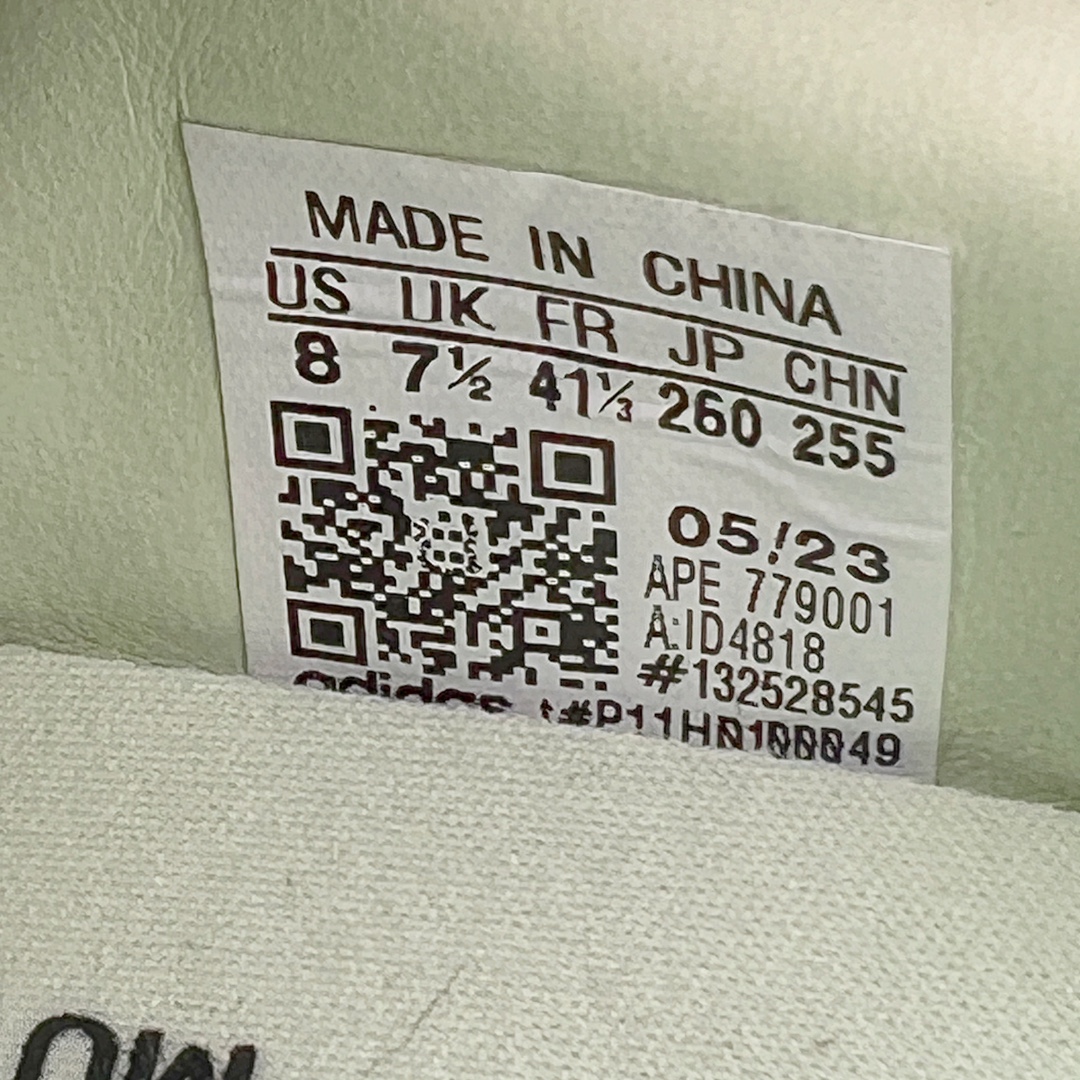 MADE IN CHINA
US UK FR JP CHN
8 7½ 41⅓ 260 255
05/23
APE 779001
A:ID4818
#132528545
adidas